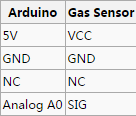 Arduino Gas Sensor
5V VCC
GND GND
NC NC
Analog A0 SIG